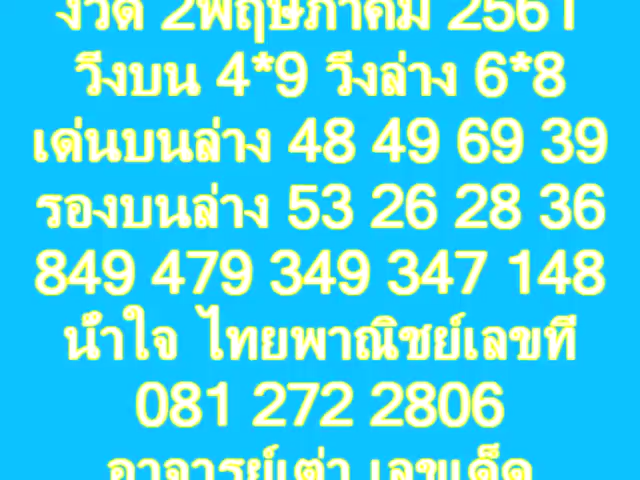 งวด 2พฤษภาคม 2561
วิ่งบน 4*9 วิ่งล่าง 6*8
เด่นบนล่าง 48 49 69 39
รองบนล่าง 53 26 28 36
849 479 349 347 148
น้ำใจ ไทยพาณิชย์เลขที่
081 272 2806
อาจารย์เต่า เลขเด็ด